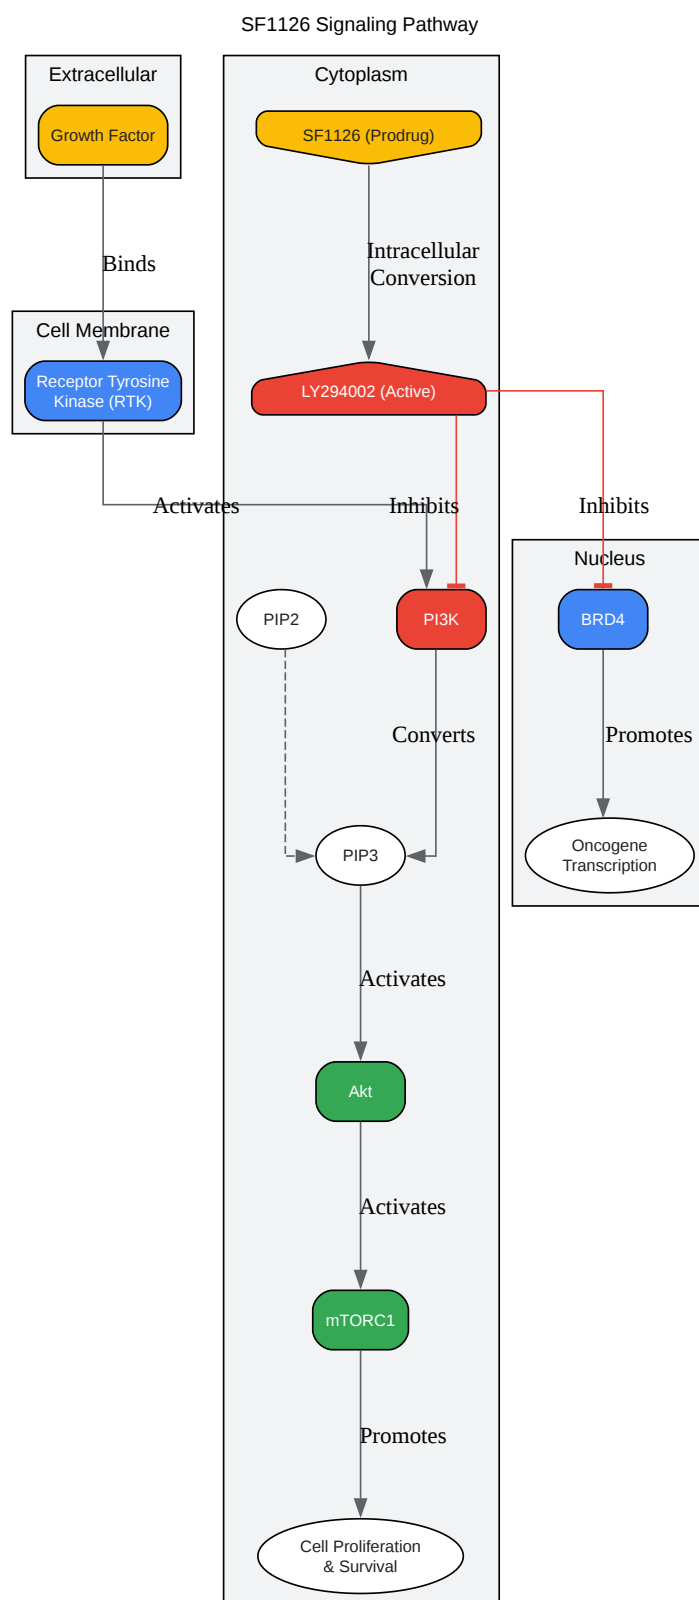 SF1126 Signaling Pathway
Extracellular
Cytoplasm
Growth Factor
SF1126 (Prodrug)
Binds
Intracellular
Conversion
Cell Membrane
Receptor Tyrosine
Kinase (RTK)
LY294002 (Active)
Activates
Inhibits
Inhibits
Nucleus
PIP2
PI3K
BRD4
Converts
Promotes
PIP3
Oncogene
Transcription
Activates
Akt
Activates
mTORC1
Promotes
Cell Proliferation
& Survival